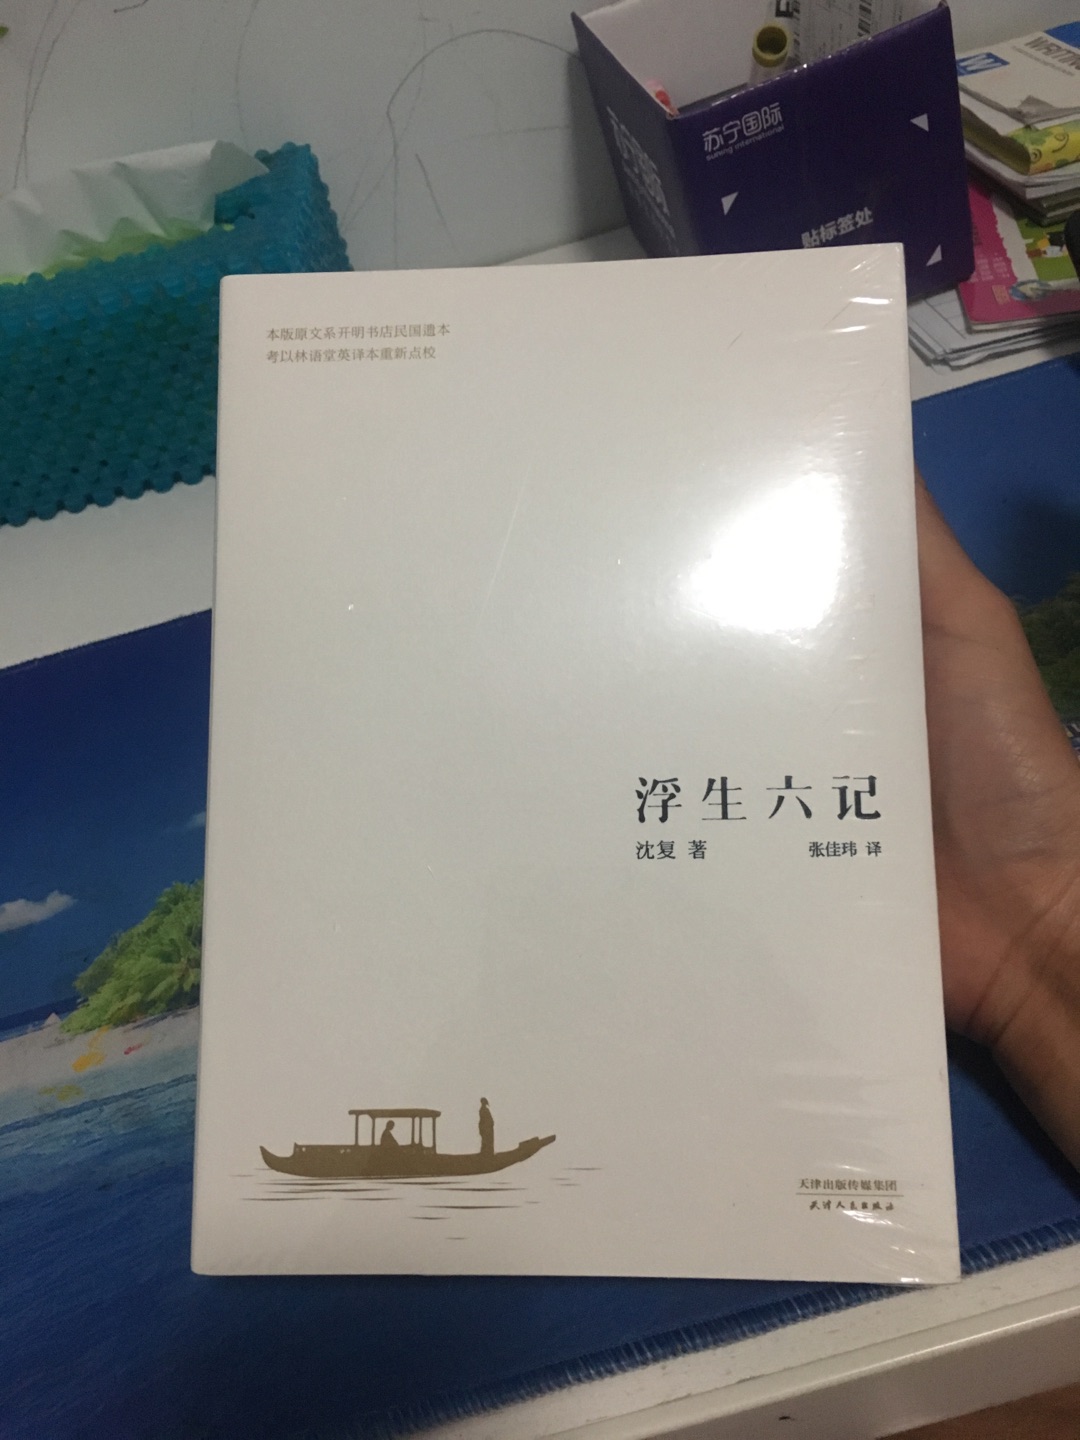 苏宁国际
suning international
贴标签处
WRITING
W
本版原文系开明书店民国遗本
考以林语堂英译本重新点校
浮生六记
沈复 著 张佳玮 译
天津出版传媒集团
天津人民出版社